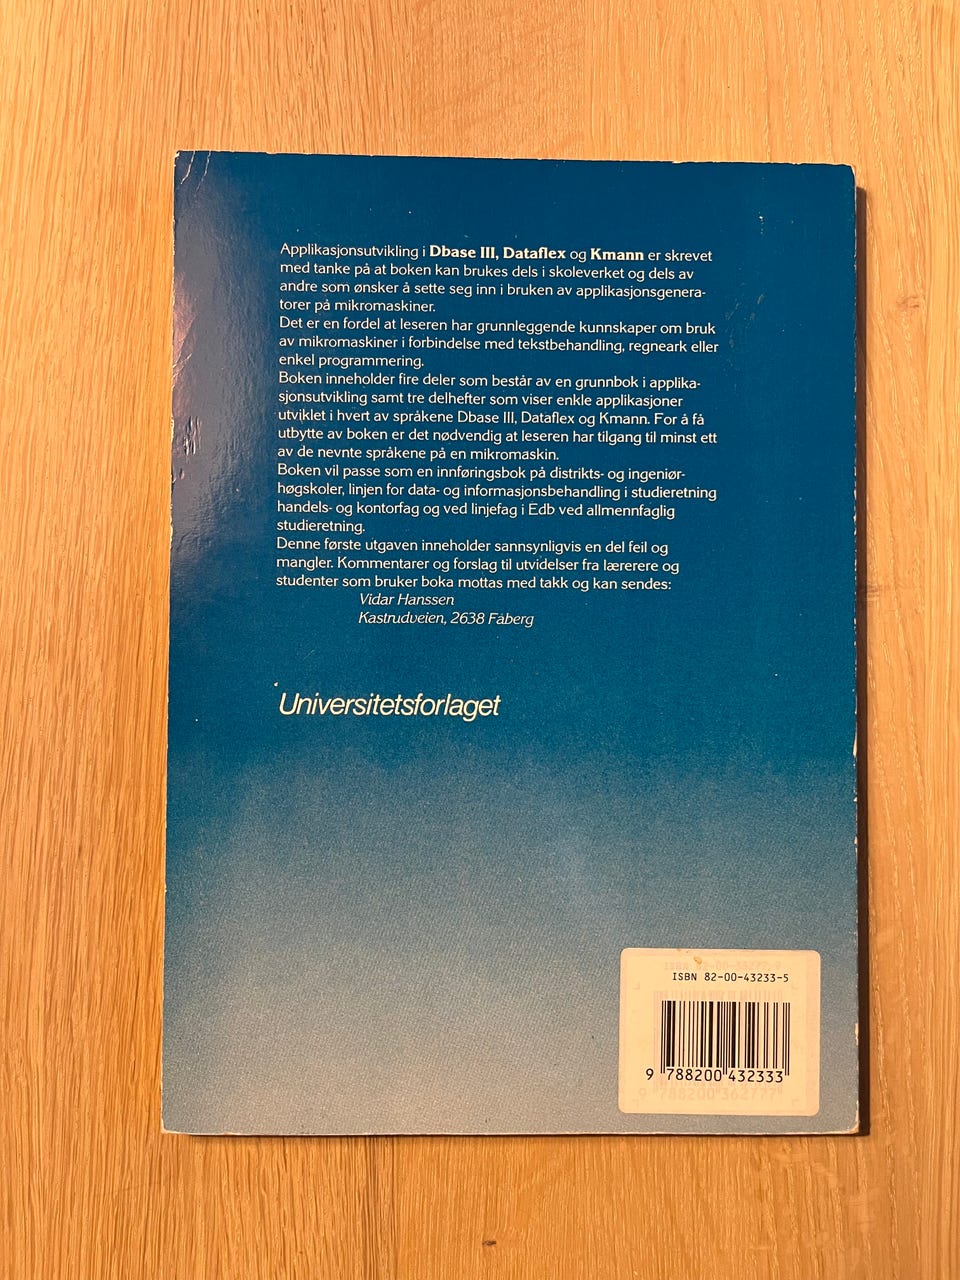 Applikasjonsutvikling i Dbase III, Dataflex og Kmann er skrevet
med tanke på at boken kan brukes dels i skoleverket og dels av
andre som ønsker å sette seg inn i bruken av applikasjonsgenera-
torer på mikromaskiner.
Det er en fordel at leseren har grunnleggende kunnskaper om bruk
av mikromaskiner i forbindelse med tekstbehandling, regneark eller
enkel programmering.
Boken inneholder fire deler som består av en grunnbok i applika-
sjonsutvikling samt tre delhefter som viser enkle applikasjoner
utviklet i hvert av språkene Dbase III, Dataflex og Kmann. For å få
utbytte av boken er det nødvendig at leseren har tilgang til minst ett
av de nevnte språkene på en mikromaskin.
Boken vil passe som en innføringsbok på distrikts- og ingeniør-
høgskoler, linjen for data- og informasjonsbehandling i studieretning
handels- og kontorfag og ved linjefag i Edb ved allmennfaglig
studieretning.
Denne første utgaven inneholder sannsynligvis en del feil og
mangler. Kommentarer og forslag til utvidelser fra lærerere og
studenter som bruker boka mottas med takk og kan sendes:
Vidar Hanssen
Kastrudveien, 2638 Fåberg
Universitetsforlaget
ISBN 82-00-43233-5
9 788200 432333
9 788200 362777